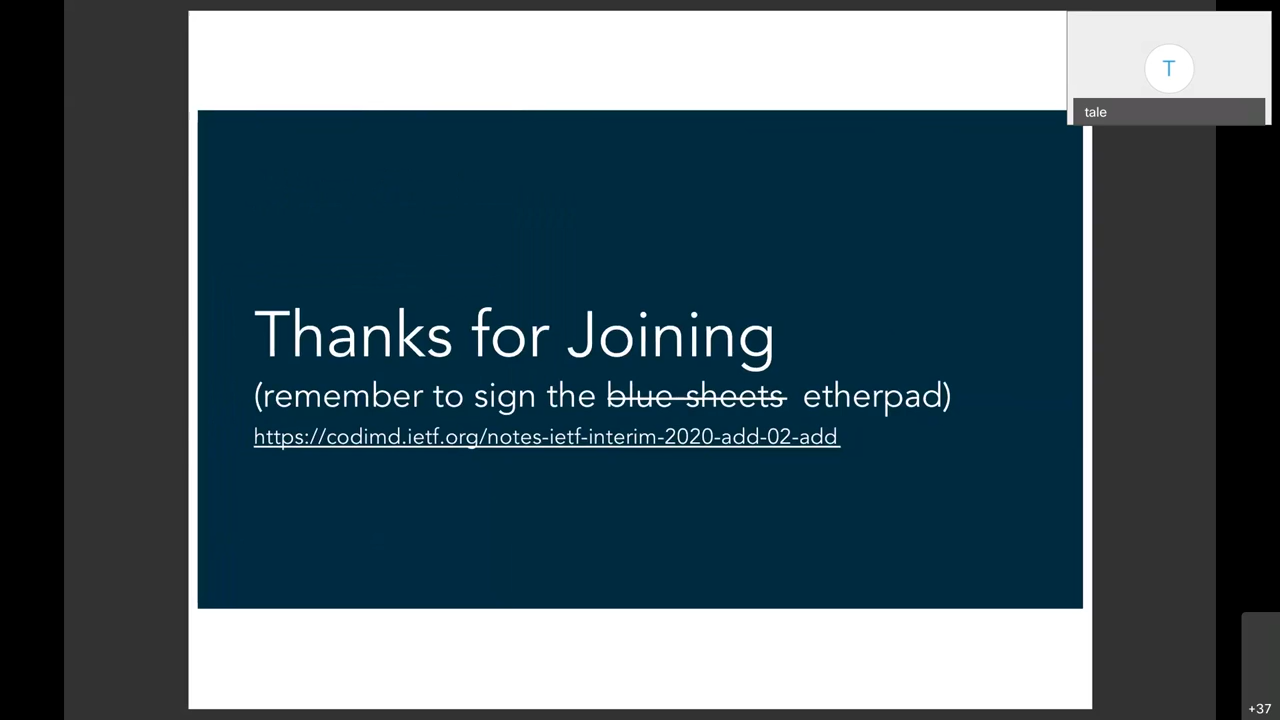 T
tale
Thanks for Joining
(remember to sign the blue sheets etherpad)
https://codimd.ietf.org/notes-ietf-interim-2020-add-02-add
+37